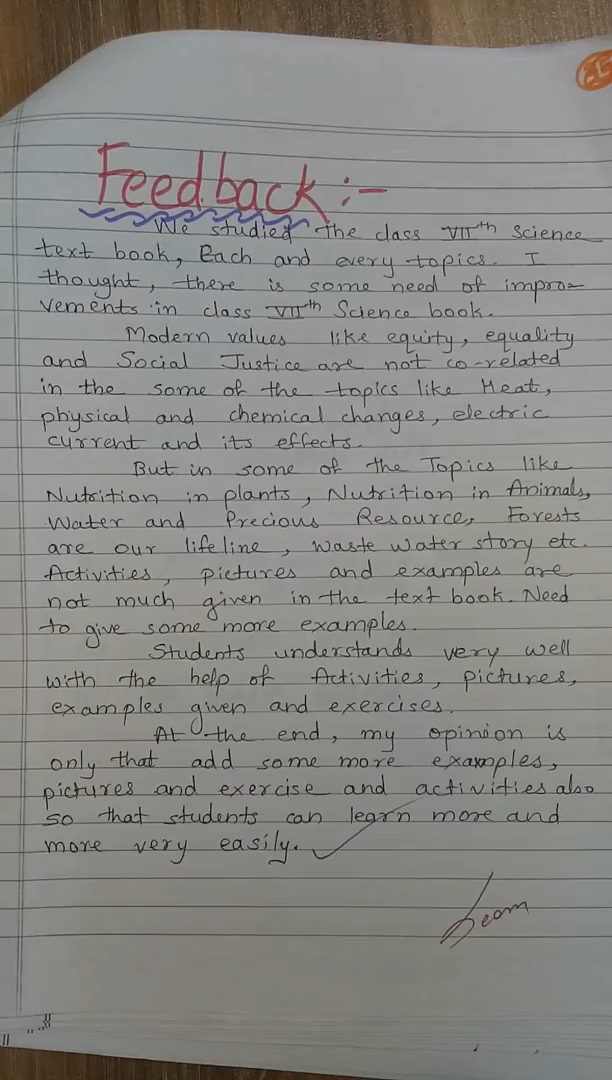 Feedback :-
We studied the class VIIth Science
text book, Each and every topics. I
thought, there is some need of impro-
vements in class VIIth Science book.
Modern values like equity, equality
and Social Justice are not co-related
in the some of the topics like Heat,
physical and chemical changes, electric
current and its effects.
But in some of the Topics like
Nutrition in plants, Nutrition in Animals,
Water and Precious Resource, Forests
are our lifeline, waste water story etc.
Activities, pictures and examples are
not much given in the text book. Need
to give some more examples.
Students understands very well
with the help of Activities, pictures,
examples given and exercises.
At the end, my opinion is
only that add some more examples,
pictures and exercise and activities also
so that students can learn more and
more very easily.